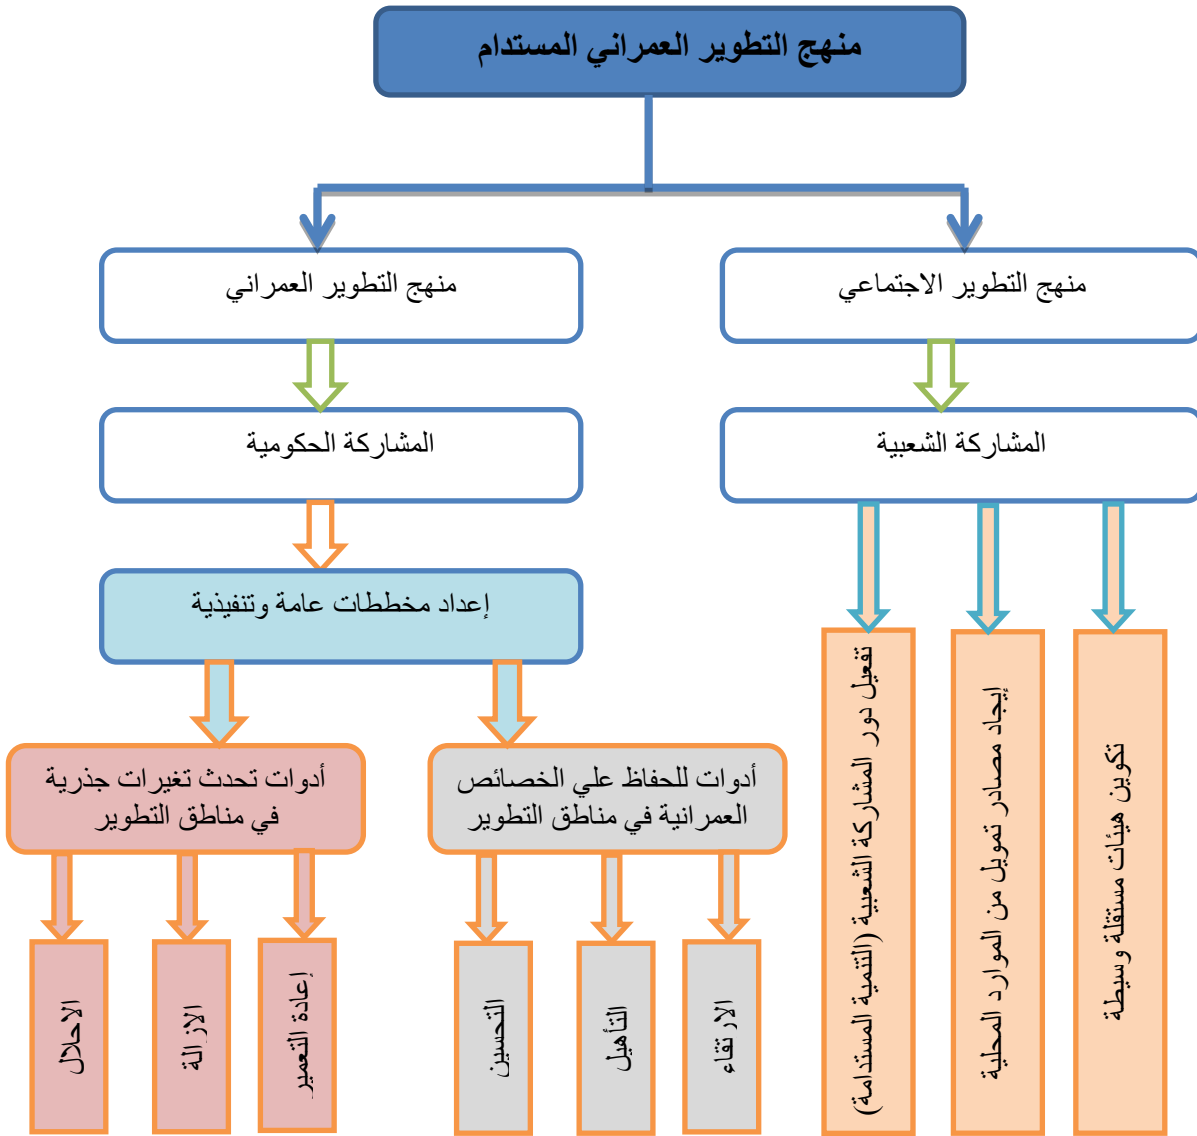 منهج التطوير العمراني المستدام
منهج التطوير الاجتماعي
منهج التطوير العمراني
المشاركة الشعبية
المشاركة الحكومية
إعداد مخططات عامة وتنفيذية
تكوين هيئات مستقلة وسيطة
إيجاد مصادر تمويل من الموارد المحلية
تفعيل دور المشاركة الشعبية (التنمية المستدامة)
أدوات للحفاظ علي الخصائص
العمرانية في مناطق التطوير
أدوات تحدث تغيرات جذرية
في مناطق التطوير
الارتقاء
التأهيل
التحسين
إعادة التعمير
الازالة
الاحلال